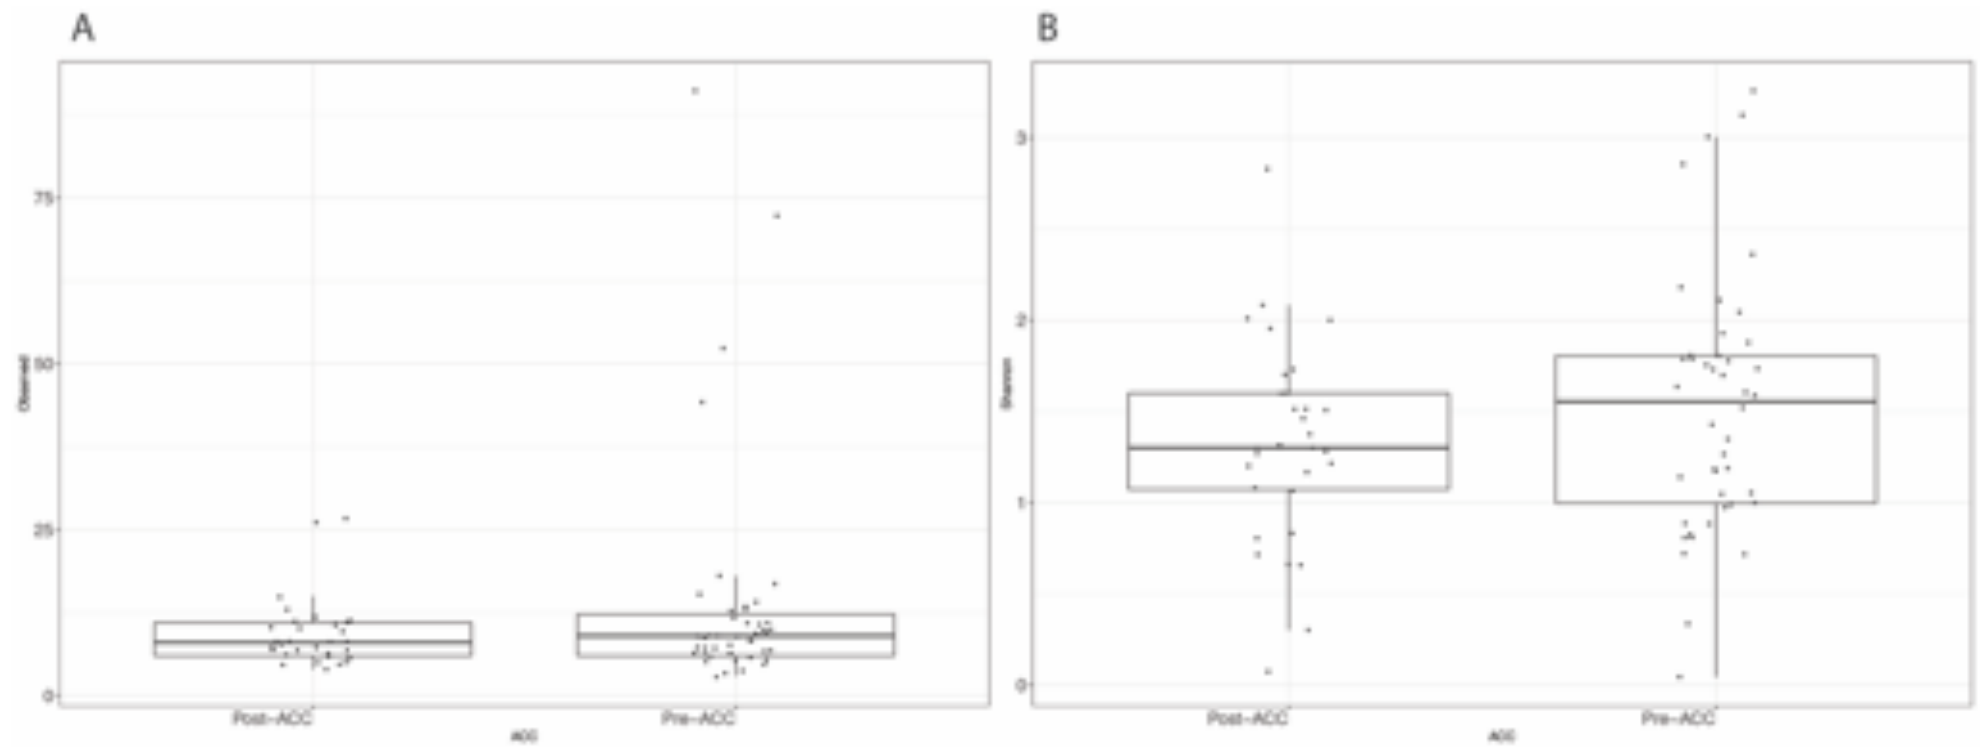 A
Observed
75
50
25
0
Post-ACC
Pre-ACC
ACC
B
Shannon
3
2
1
0
Post-ACC
Pre-ACC
ACC